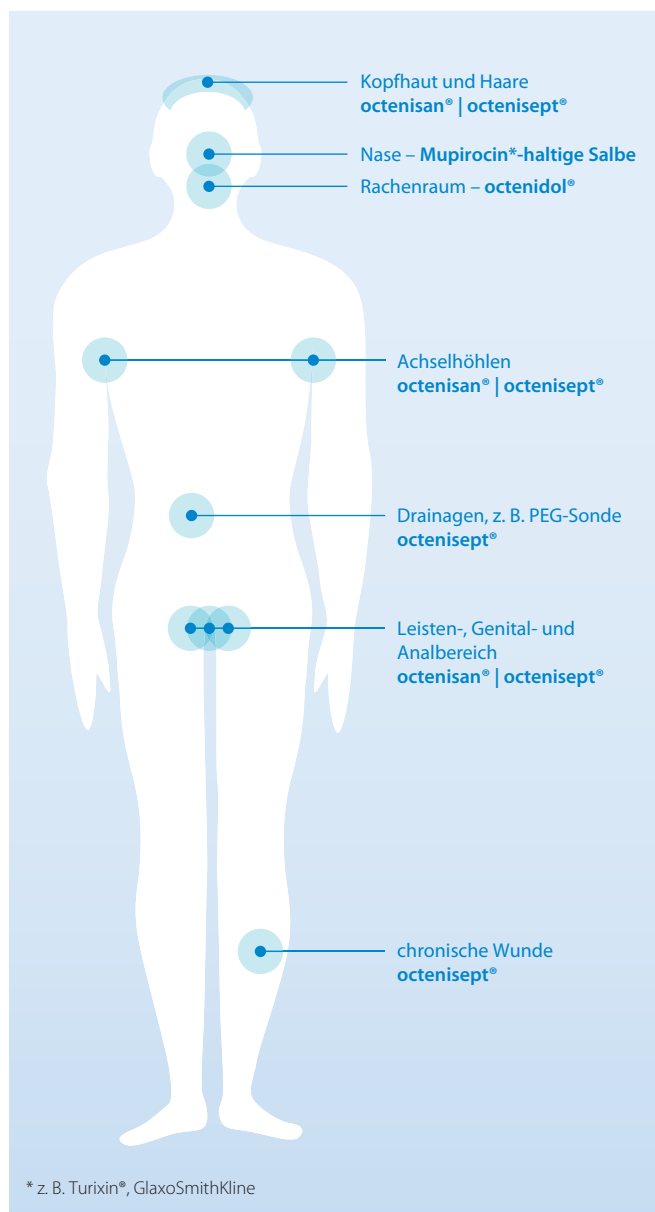 Kopfhaut und Haare
octenisan® | octenisept®
Nase – Mupirocin*-haltige Salbe
Rachenraum – octenidol®
Achselhöhlen
octenisan® | octenisept®
Drainagen, z. B. PEG-Sonde
octenisept®
Leisten-, Genital- und
Analbereich
octenisan® | octenisept®
chronische Wunde
octenisept®
* z. B. Turixin®, GlaxoSmithKline